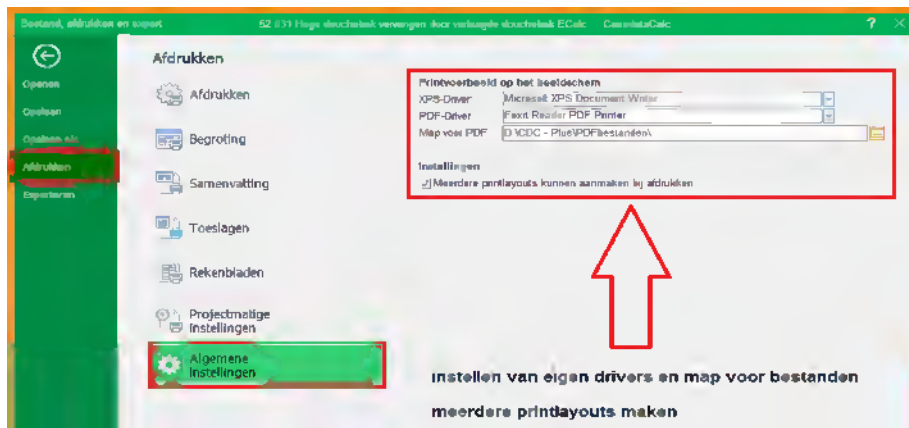 Bestand, afdrukken en export
52.031 Hoge douchebak vervangen door verlaagde douchebak ECalc
?
Openen
Opslaan
Opslaan als
Afdrukken
Exporteren
Afdrukken
Afdrukken
Begroting
Samenvatting
Toeslagen
Rekenbladen
Projectmatige
instellingen
Algemene
instellingen
Printvoorbeeld op het beeldscherm
XPS-Driver Microsoft XPS Document Writer
PDF-Driver Foxit Reader PDF Printer
Map voor PDF D:\CDC - Plus\PDFbestanden\
Instellingen
Meerdere printlayouts kunnen aanmaken bij afdrukken
instellen van eigen drivers en map voor bestanden
meerdere printlayouts maken